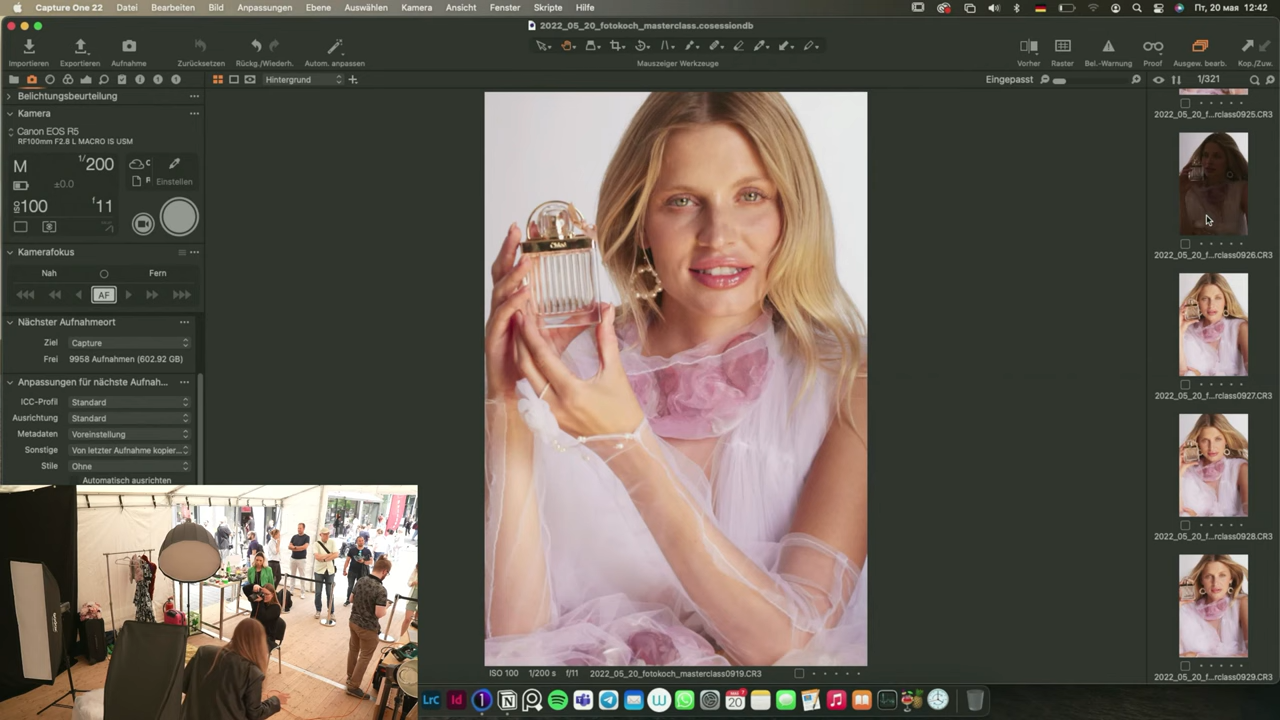 Capture One 22 Datei Bearbeiten Bild Anpassungen Ebene Auswählen Kamera Ansicht Fenster Skripte Hilfe Пт, 20 мая 12:42
2022_05_20_fotokoch_masterclass.cosessiondb
Importieren Exportieren Aufnahme Zurücksetzen Rückg./Wiederh. Autom. anpassen Mauszeiger Werkzeuge Vorher Raster Bel.-Warnung Proof Ausgew. bearb. Kop./Zuw.
Hintergrund Eingepasst 1/321
Belichtungsbeurteilung
Kamera
Canon EOS R5
RF100mm F2.8 L MACRO IS USM
M 1/200 C
±0.0 Einstellen
ISO 100 f11
Kamerafokus
Nah Fern
AF
Nächster Aufnahmeort
Ziel Capture
Frei 9958 Aufnahmen (602.92 GB)
Anpassungen für nächste Aufnah...
ICC-Profil Standard
Ausrichtung Standard
Metadaten Voreinstellung
Sonstige Von letzter Aufnahme kopier...
Stile Ohne
Automatisch ausrichten
Chloé
2022_05_20_f...rclass0925.CR3
2022_05_20_f...rclass0926.CR3
2022_05_20_f...rclass0927.CR3
2022_05_20_f...rclass0928.CR3
2022_05_20_f...rclass0929.CR3
ISO 100 1/200 s f/11 2022_05_20_fotokoch_masterclass0919.CR3
Lrc Id 1 20